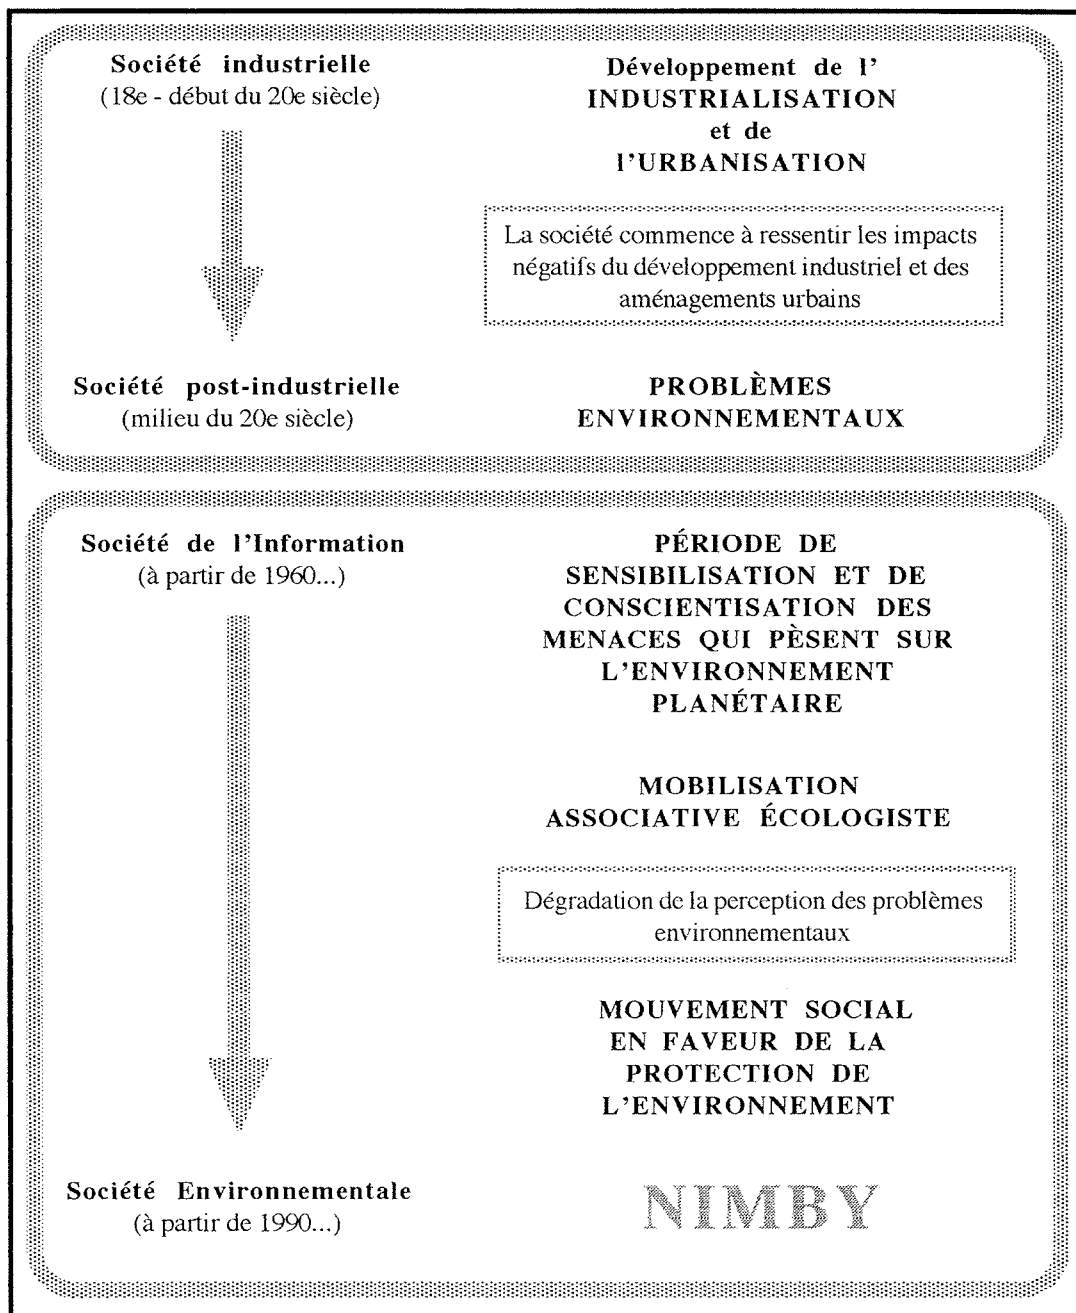 Société industrielle
(18e - début du 20e siècle)
Développement de l'
INDUSTRIALISATION
et de
l'URBANISATION
La société commence à ressentir les impacts
négatifs du développement industriel et des
aménagements urbains
Société post-industrielle
(milieu du 20e siècle)
PROBLÈMES
ENVIRONNEMENTAUX
Société de l'Information
(à partir de 1960...)
PÉRIODE DE
SENSIBILISATION ET DE
CONSCIENTISATION DES
MENACES QUI PÈSENT SUR
L'ENVIRONNEMENT
PLANÉTAIRE
MOBILISATION
ASSOCIATIVE ÉCOLOGISTE
Dégradation de la perception des problèmes
environnementaux
MOUVEMENT SOCIAL
EN FAVEUR DE LA
PROTECTION DE
L'ENVIRONNEMENT
Société Environnementale
(à partir de 1990...)
NIMBY